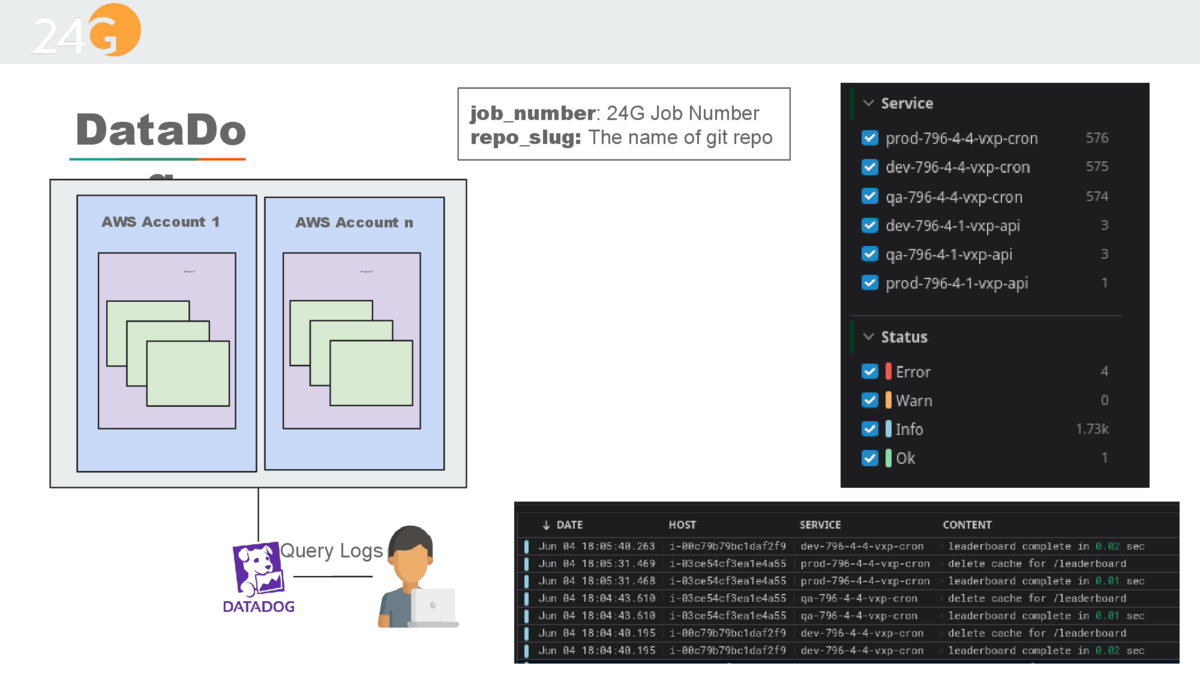 24G
DataDo
job_number: 24G Job Number
repo_slug: The name of git repo
AWS Account 1
AWS Account n
Query Logs
DATADOG
Service
prod-796-4-4-vxp-cron 576
dev-796-4-4-vxp-cron 575
qa-796-4-4-vxp-cron 574
dev-796-4-1-vxp-api 3
qa-796-4-1-vxp-api 3
prod-796-4-1-vxp-api 1
Status
Error 4
Warn 0
Info 1.73k
Ok 1
↓ DATE HOST SERVICE CONTENT
Jun 04 18:05:40.263 i-00c79b79bc1daf2f9 dev-796-4-4-vxp-cron leaderboard complete in 0.02 sec
Jun 04 18:05:31.469 i-03ce54cf3ea1e4a55 prod-796-4-4-vxp-cron delete cache for /leaderboard
Jun 04 18:05:31.468 i-03ce54cf3ea1e4a55 prod-796-4-4-vxp-cron leaderboard complete in 0.01 sec
Jun 04 18:04:43.610 i-03ce54cf3ea1e4a55 qa-796-4-4-vxp-cron delete cache for /leaderboard
Jun 04 18:04:43.610 i-03ce54cf3ea1e4a55 qa-796-4-4-vxp-cron leaderboard complete in 0.01 sec
Jun 04 18:04:40.195 i-00c79b79bc1daf2f9 dev-796-4-4-vxp-cron delete cache for /leaderboard
Jun 04 18:04:40.195 i-00c79b79bc1daf2f9 dev-796-4-4-vxp-cron leaderboard complete in 0.02 sec